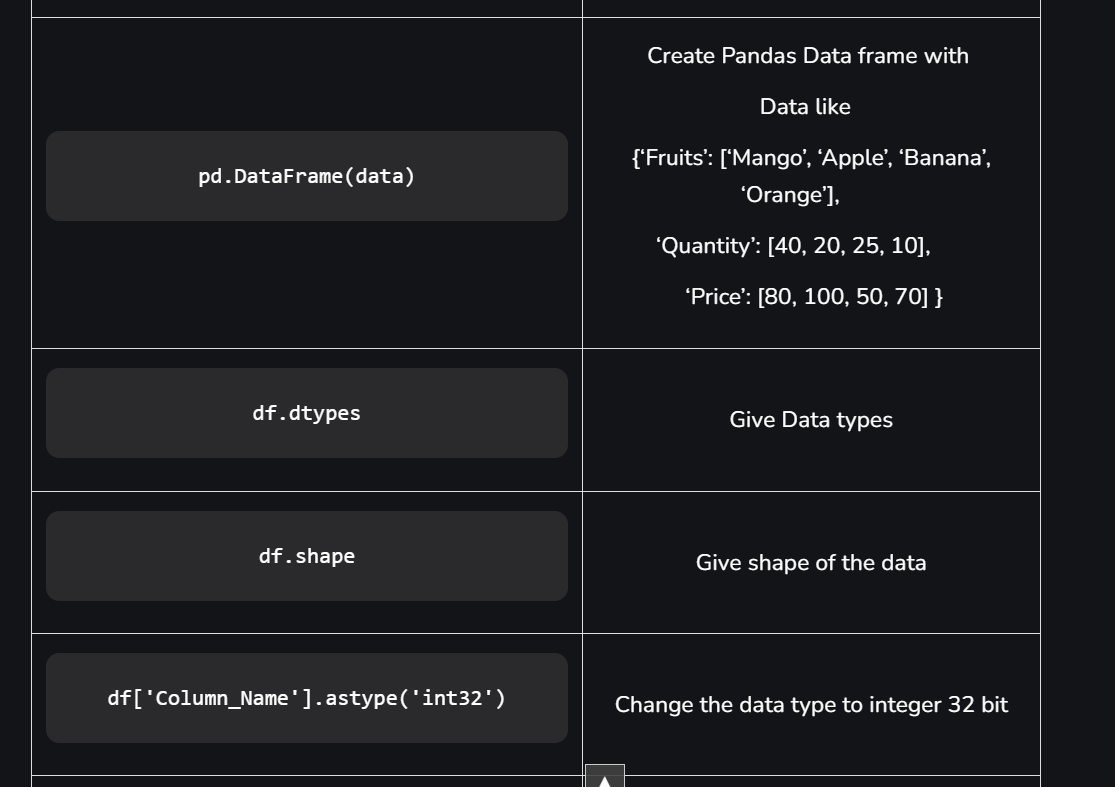 Create Pandas Data frame with
Data like
pd.DataFrame(data)
{‘Fruits’: [‘Mango’, ‘Apple’, ‘Banana’,
‘Orange’],
‘Quantity’: [40, 20, 25, 10],
‘Price’: [80, 100, 50, 70] }
df.dtypes
Give Data types
df.shape
Give shape of the data
df['Column_Name'].astype('int32')
Change the data type to integer 32 bit